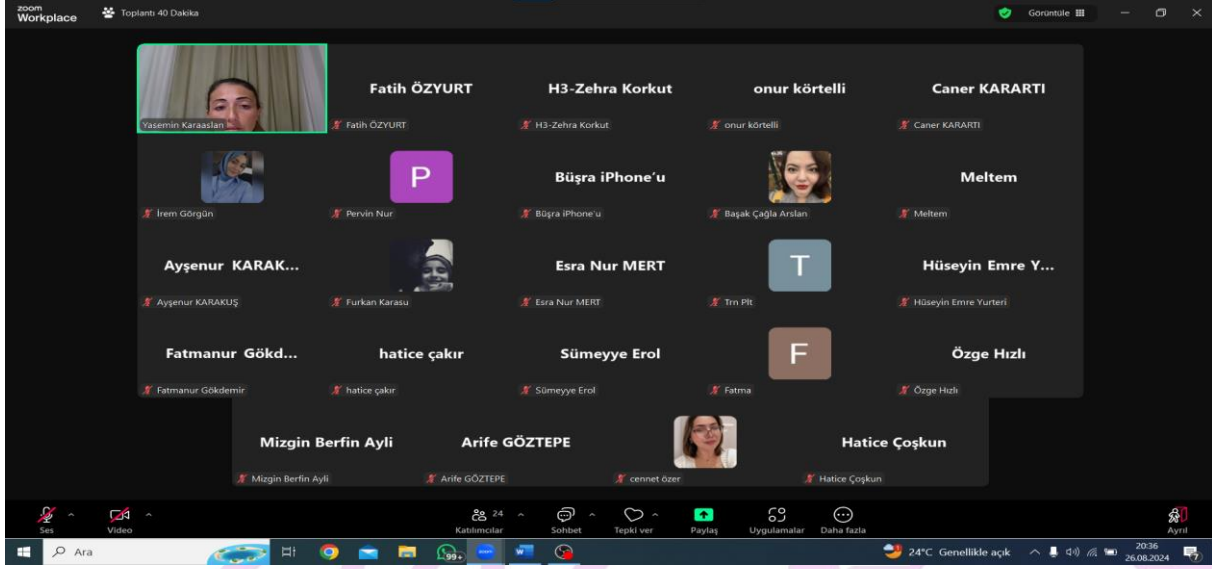 zoom
Workplace
Toplantı 40 Dakika
Görüntüle
Yasemin Karaaslan
Fatih ÖZYURT
Fatih ÖZYURT
H3-Zehra Korkut
H3-Zehra Korkut
onur körtelli
onur körtelli
Caner KARARTI
Caner KARARTI
İrem Görgün
P
Pervin Nur
Büşra iPhone'u
Büşra iPhone'u
Başak Çağla Arslan
Meltem
Meltem
Ayşenur KARAK...
Ayşenur KARAKUŞ
Furkan Karasu
Esra Nur MERT
Esra Nur MERT
T
Trn Plt
Hüseyin Emre Y...
Hüseyin Emre Yurteri
Fatmanur Gökd...
Fatmanur Gökdemir
hatice çakır
hatice çakır
Sümeyye Erol
Sümeyye Erol
F
Fatma
Özge Hızlı
Özge Hızlı
Mizgin Berfin Ayli
Mizgin Berfin Ayli
Arife GÖZTEPE
Arife GÖZTEPE
cennet özer
Hatice Çoşkun
Hatice Çoşkun
Ses
Video
24
Katılımcılar
Sohbet
Tepki ver
Paylaş
Uygulamalar
Daha fazla
Ayrıl
Ara
99+
24°C Genellikle açık
20:36
26.08.2024